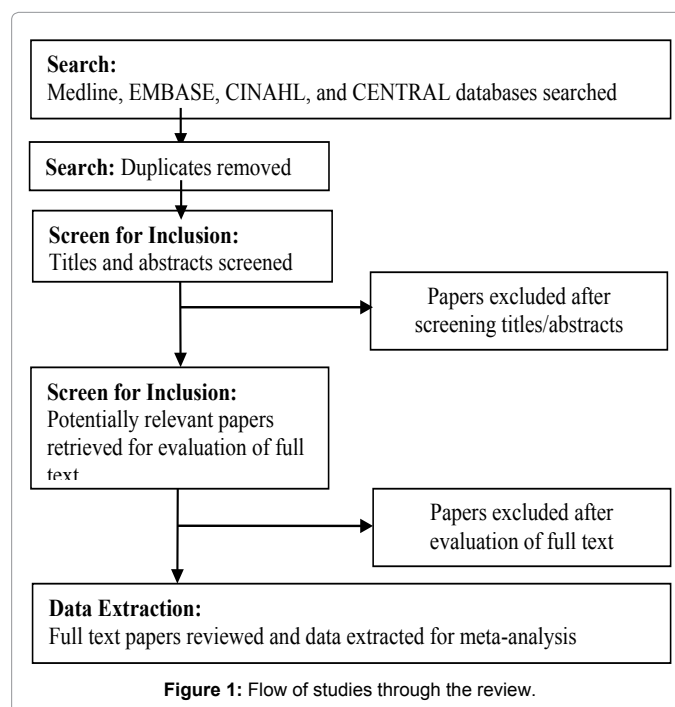 Search:
Medline, EMBASE, CINAHL, and CENTRAL databases searched
Search: Duplicates removed
Screen for Inclusion:
Titles and abstracts screened
Papers excluded after
screening titles/abstracts
Screen for Inclusion:
Potentially relevant papers
retrieved for evaluation of full
text
Papers excluded after
evaluation of full text
Data Extraction:
Full text papers reviewed and data extracted for meta-analysis
Figure 1: Flow of studies through the review.